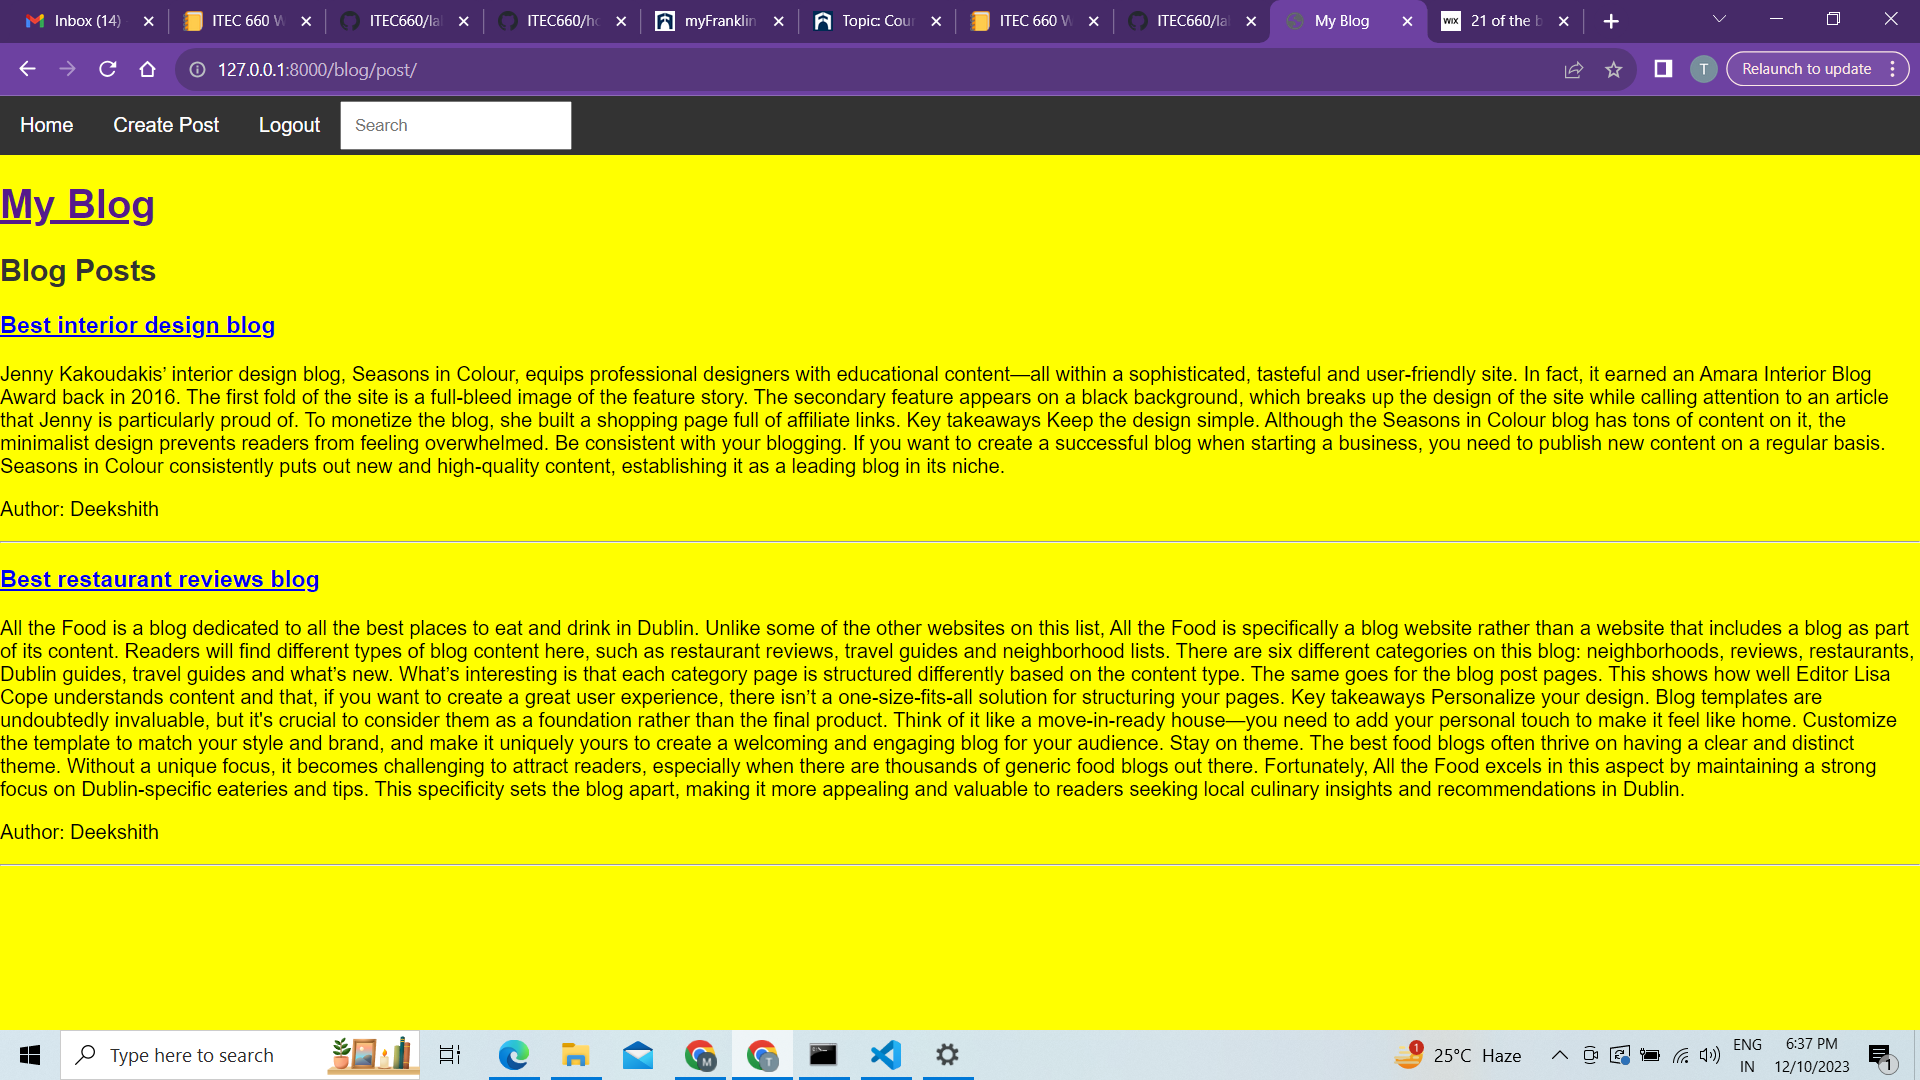 Inbox (14)
ITEC 660 W
ITEC660/lal
ITEC660/ho
myFranklin
Topic: Cour
ITEC 660 W
ITEC660/lal
My Blog
WIX
21 of the b
127.0.0.1:8000/blog/post/
T
Relaunch to update
Home
Create Post
Logout
Search
My Blog
Blog Posts
Best interior design blog
Jenny Kakoudakis’ interior design blog, Seasons in Colour, equips professional designers with educational content—all within a sophisticated, tasteful and user-friendly site. In fact, it earned an Amara Interior Blog
Award back in 2016. The first fold of the site is a full-bleed image of the feature story. The secondary feature appears on a black background, which breaks up the design of the site while calling attention to an article
that Jenny is particularly proud of. To monetize the blog, she built a shopping page full of affiliate links. Key takeaways Keep the design simple. Although the Seasons in Colour blog has tons of content on it, the
minimalist design prevents readers from feeling overwhelmed. Be consistent with your blogging. If you want to create a successful blog when starting a business, you need to publish new content on a regular basis.
Seasons in Colour consistently puts out new and high-quality content, establishing it as a leading blog in its niche.
Author: Deekshith
Best restaurant reviews blog
All the Food is a blog dedicated to all the best places to eat and drink in Dublin. Unlike some of the other websites on this list, All the Food is specifically a blog website rather than a website that includes a blog as part
of its content. Readers will find different types of blog content here, such as restaurant reviews, travel guides and neighborhood lists. There are six different categories on this blog: neighborhoods, reviews, restaurants,
Dublin guides, travel guides and what’s new. What’s interesting is that each category page is structured differently based on the content type. The same goes for the blog post pages. This shows how well Editor Lisa
Cope understands content and that, if you want to create a great user experience, there isn’t a one-size-fits-all solution for structuring your pages. Key takeaways Personalize your design. Blog templates are
undoubtedly invaluable, but it's crucial to consider them as a foundation rather than the final product. Think of it like a move-in-ready house—you need to add your personal touch to make it feel like home. Customize
the template to match your style and brand, and make it uniquely yours to create a welcoming and engaging blog for your audience. Stay on theme. The best food blogs often thrive on having a clear and distinct
theme. Without a unique focus, it becomes challenging to attract readers, especially when there are thousands of generic food blogs out there. Fortunately, All the Food excels in this aspect by maintaining a strong
focus on Dublin-specific eateries and tips. This specificity sets the blog apart, making it more appealing and valuable to readers seeking local culinary insights and recommendations in Dublin.
Author: Deekshith
Type here to search
M
T
1
25°C Haze
ENG
IN
6:37 PM
12/10/2023
1